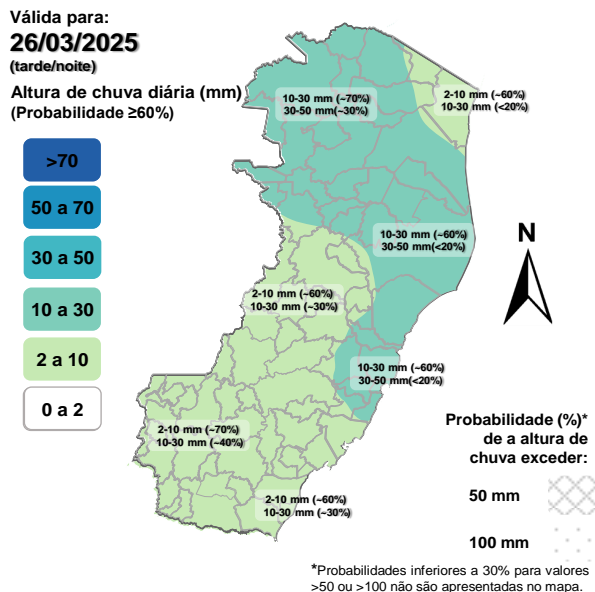 Válida para:
26/03/2025
(tarde/noite)
Altura de chuva diária (mm)
(Probabilidade ≥60%)
>70
50 a 70
30 a 50
10 a 30
2 a 10
0 a 2
10-30 mm (~70%)
30-50 mm(~30%)
2-10 mm (~60%)
10-30 mm (<20%)
10-30 mm (~60%)
30-50 mm(<20%)
2-10 mm (~60%)
10-30 mm (~30%)
10-30 mm (~60%)
30-50 mm(<20%)
2-10 mm (~70%)
10-30 mm (~40%)
2-10 mm (~60%)
10-30 mm (~30%)
N
Probabilidade (%)*
de a altura de
chuva exceder:
50 mm
100 mm
*Probabilidades inferiores a 30% para valores
>50 ou >100 não são apresentadas no mapa.